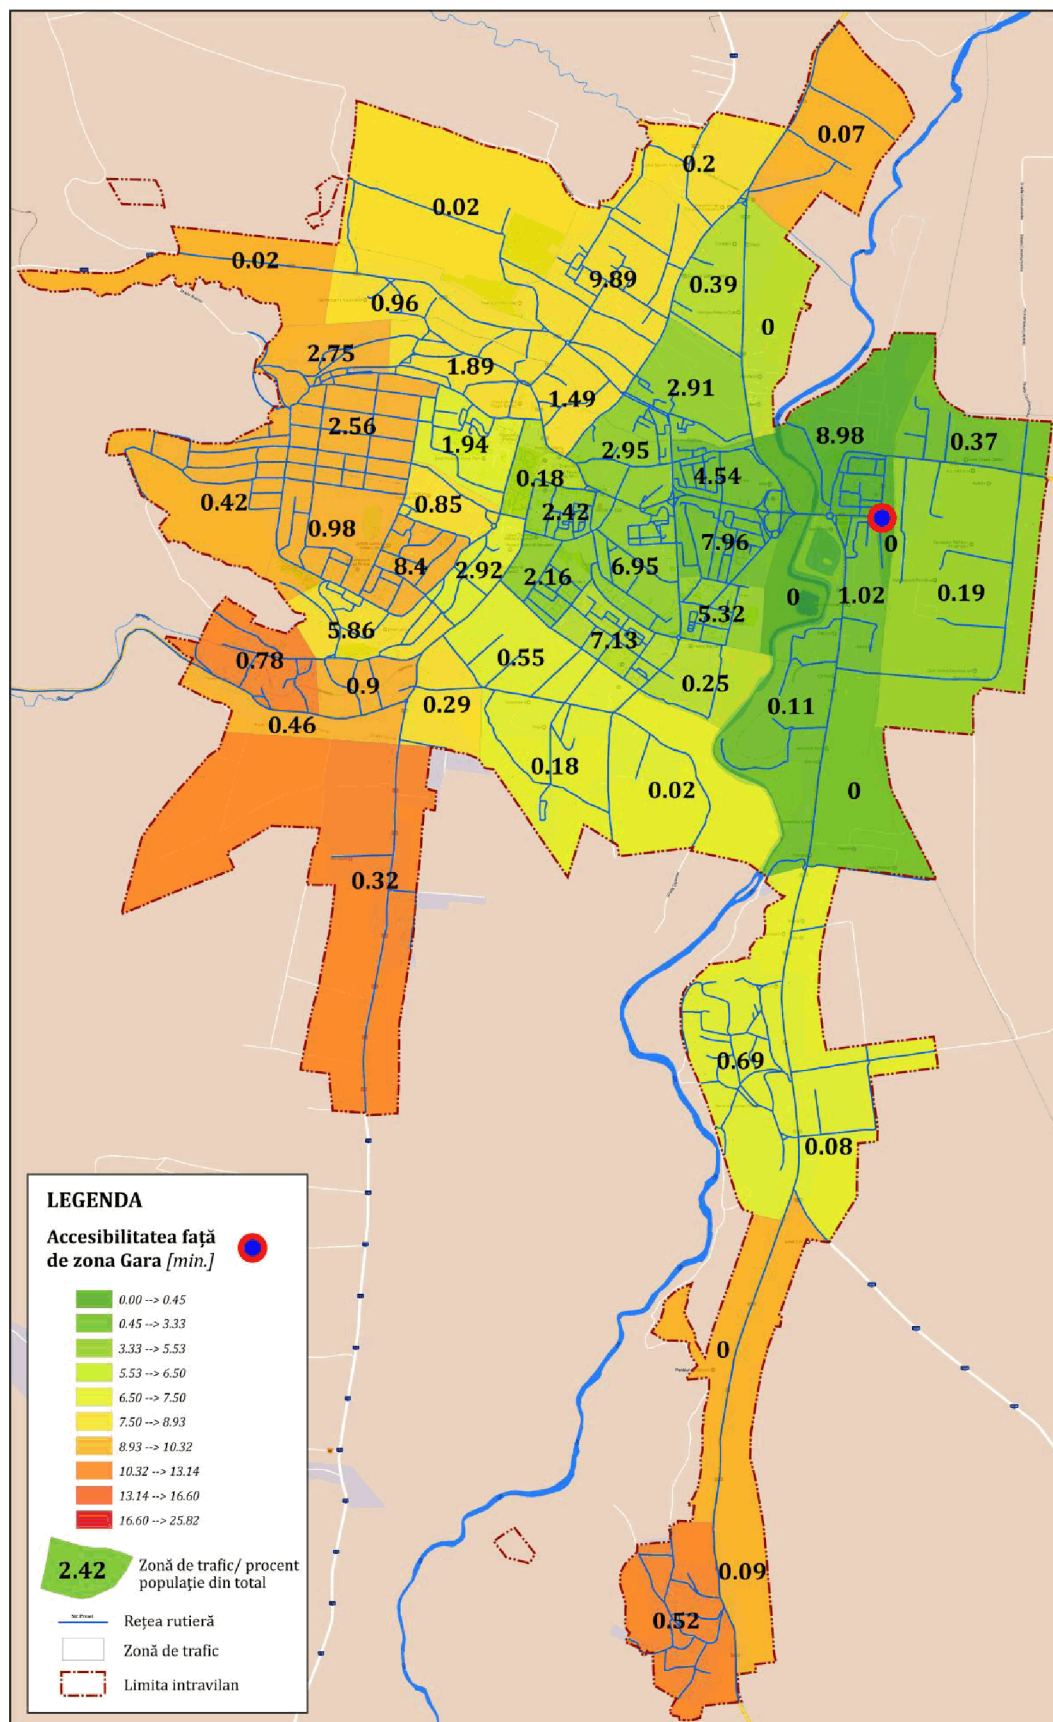 0.07
0.2
0.02
0.02
9.89
0.39
0.96
0
2.75
1.89
2.91
1.49
2.56
8.98
0.37
1.94
2.95
0.18
4.54
0.42
0.85
2.42
0.98
7.96
0
8.4
2.92
2.16
6.95
0
1.02
0.19
5.32
5.86
7.13
0.78
0.55
0.9
0.25
0.29
0.11
0.46
0.18
0.02
0
0.32
0.69
0.08
0
0.09
0.52
LEGENDA
Accesibilitatea față
de zona Gara [min.]
0.00 --> 0.45
0.45 --> 3.33
3.33 --> 5.53
5.53 --> 6.50
6.50 --> 7.50
7.50 --> 8.93
8.93 --> 10.32
10.32 --> 13.14
13.14 --> 16.60
16.60 --> 25.82
2.42
Zonă de trafic/ procent
populație din total
Rețea rutieră
Zonă de trafic
Limita intravilan